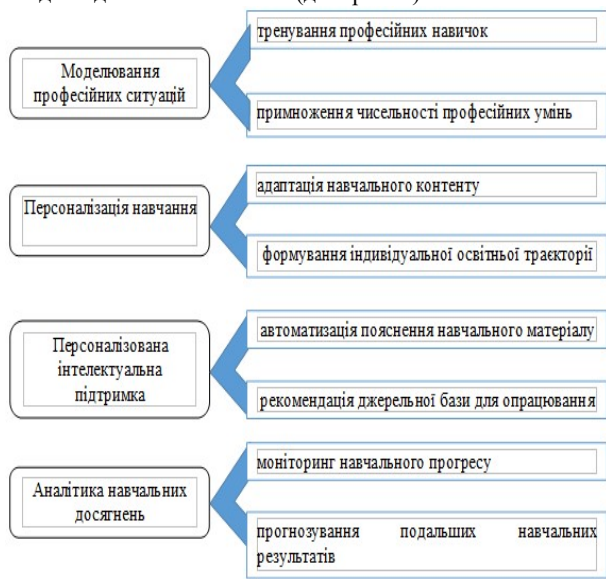 тренування професійних навичок
Моделювання
професійних ситуацій
примноження чисельності професійних умінь
адаптація навчального контенту
Персоналізація навчання
формування індивідуальної освітньої траєкторії
автоматизація пояснення навчального матеріалу
Персоналізована
інтелектуальна
підтримка
рекомендація джерельної бази для опрацювання
моніторинг навчального прогресу
Аналітика навчальних
досягнень
прогнозування подальших навчальних
результатів